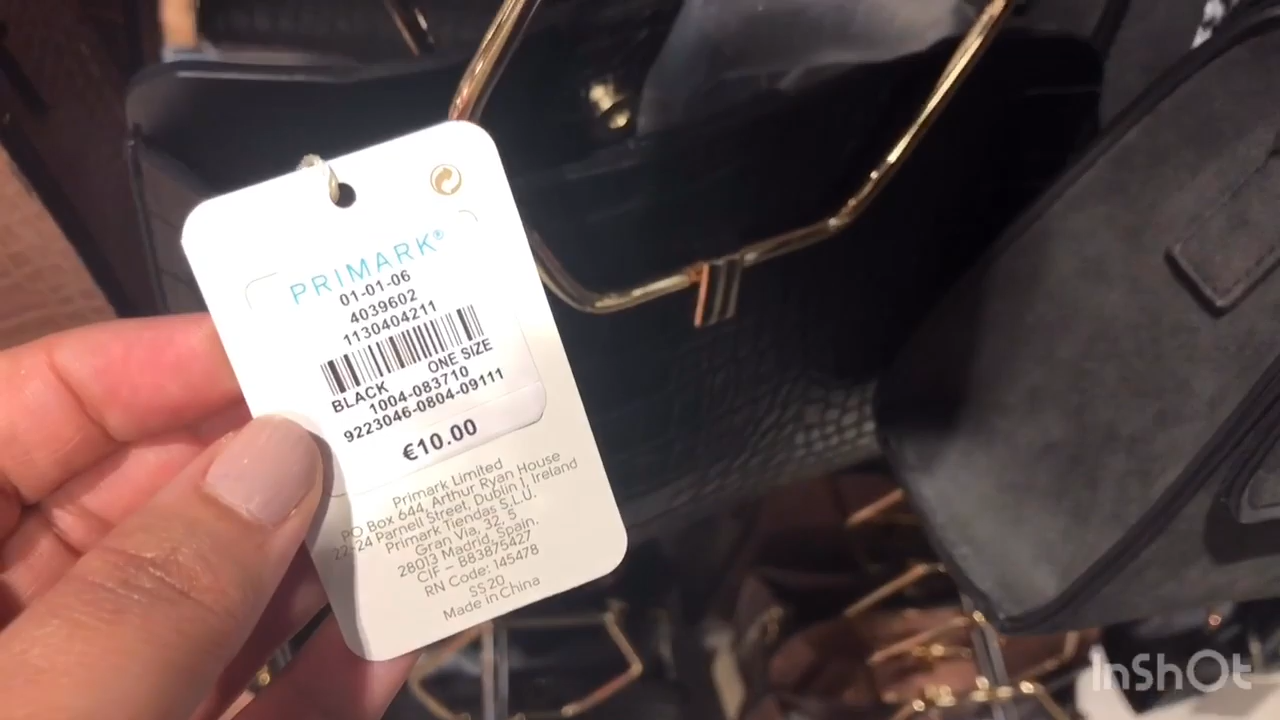 PRIMARK®
01-01-06
4039602
1130404211
BLACK ONE SIZE
1004-083710
9223046-0804-09111
€10.00
Primark Limited
PO Box 644, Arthur Ryan House
22-24 Parnell Street, Dublin 1, Ireland
Primark Tiendas S.L.U.
Gran Via, 32, 5
28013 Madrid, Spain.
CIF – B83875427
RN Code: 145478
SS 20
Made in China
InShOt